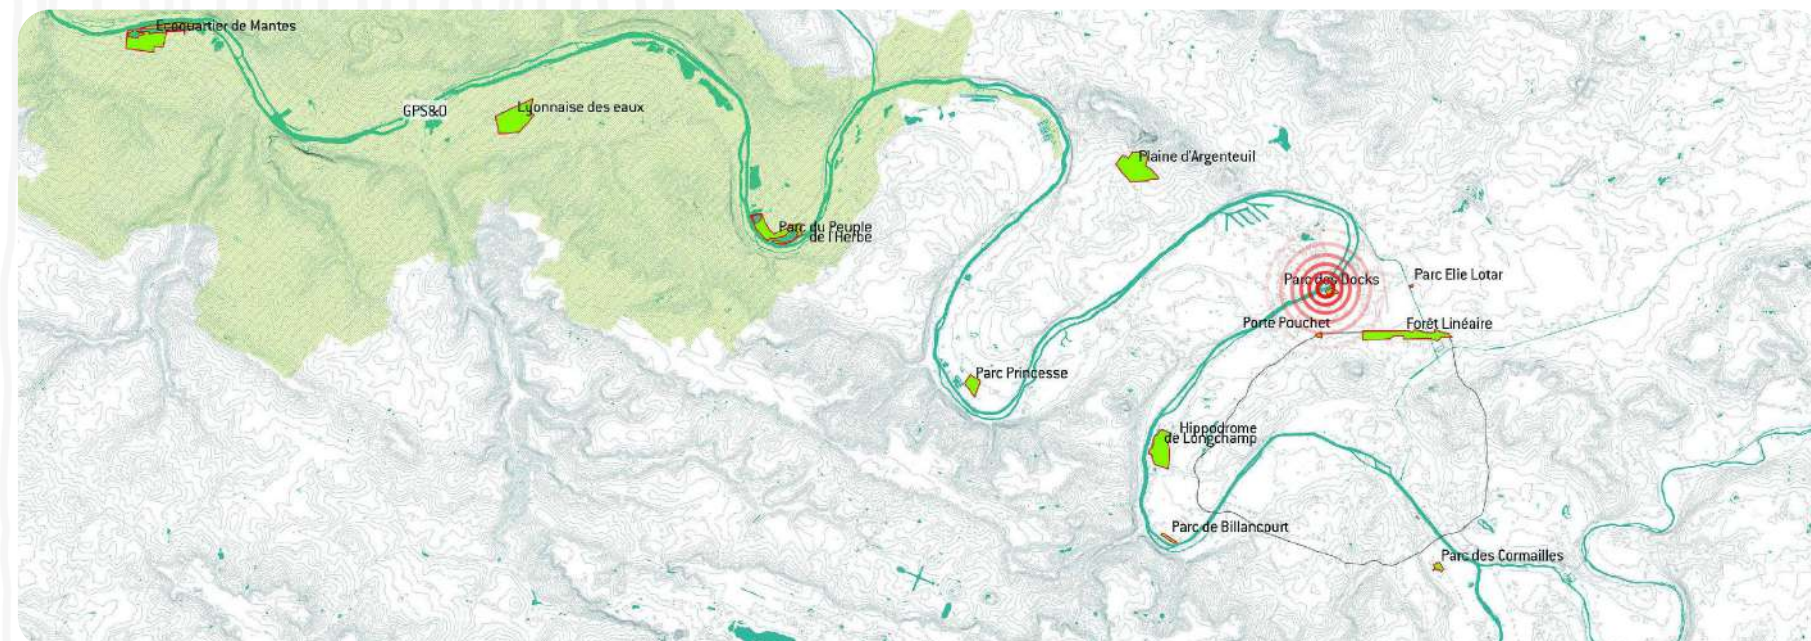 Ecoquartier de Mantes
GPS&O
Lyonnaise des eaux
Plaine d'Argenteuil
Parc du Peuple
de l'Herbe
Parc des Docks
Parc Elie Lotar
Porte Pouchet
Forêt Linéaire
Parc Princesse
Hippodrome
de Longchamp
Parc de Billancourt
Parc des Cormailles